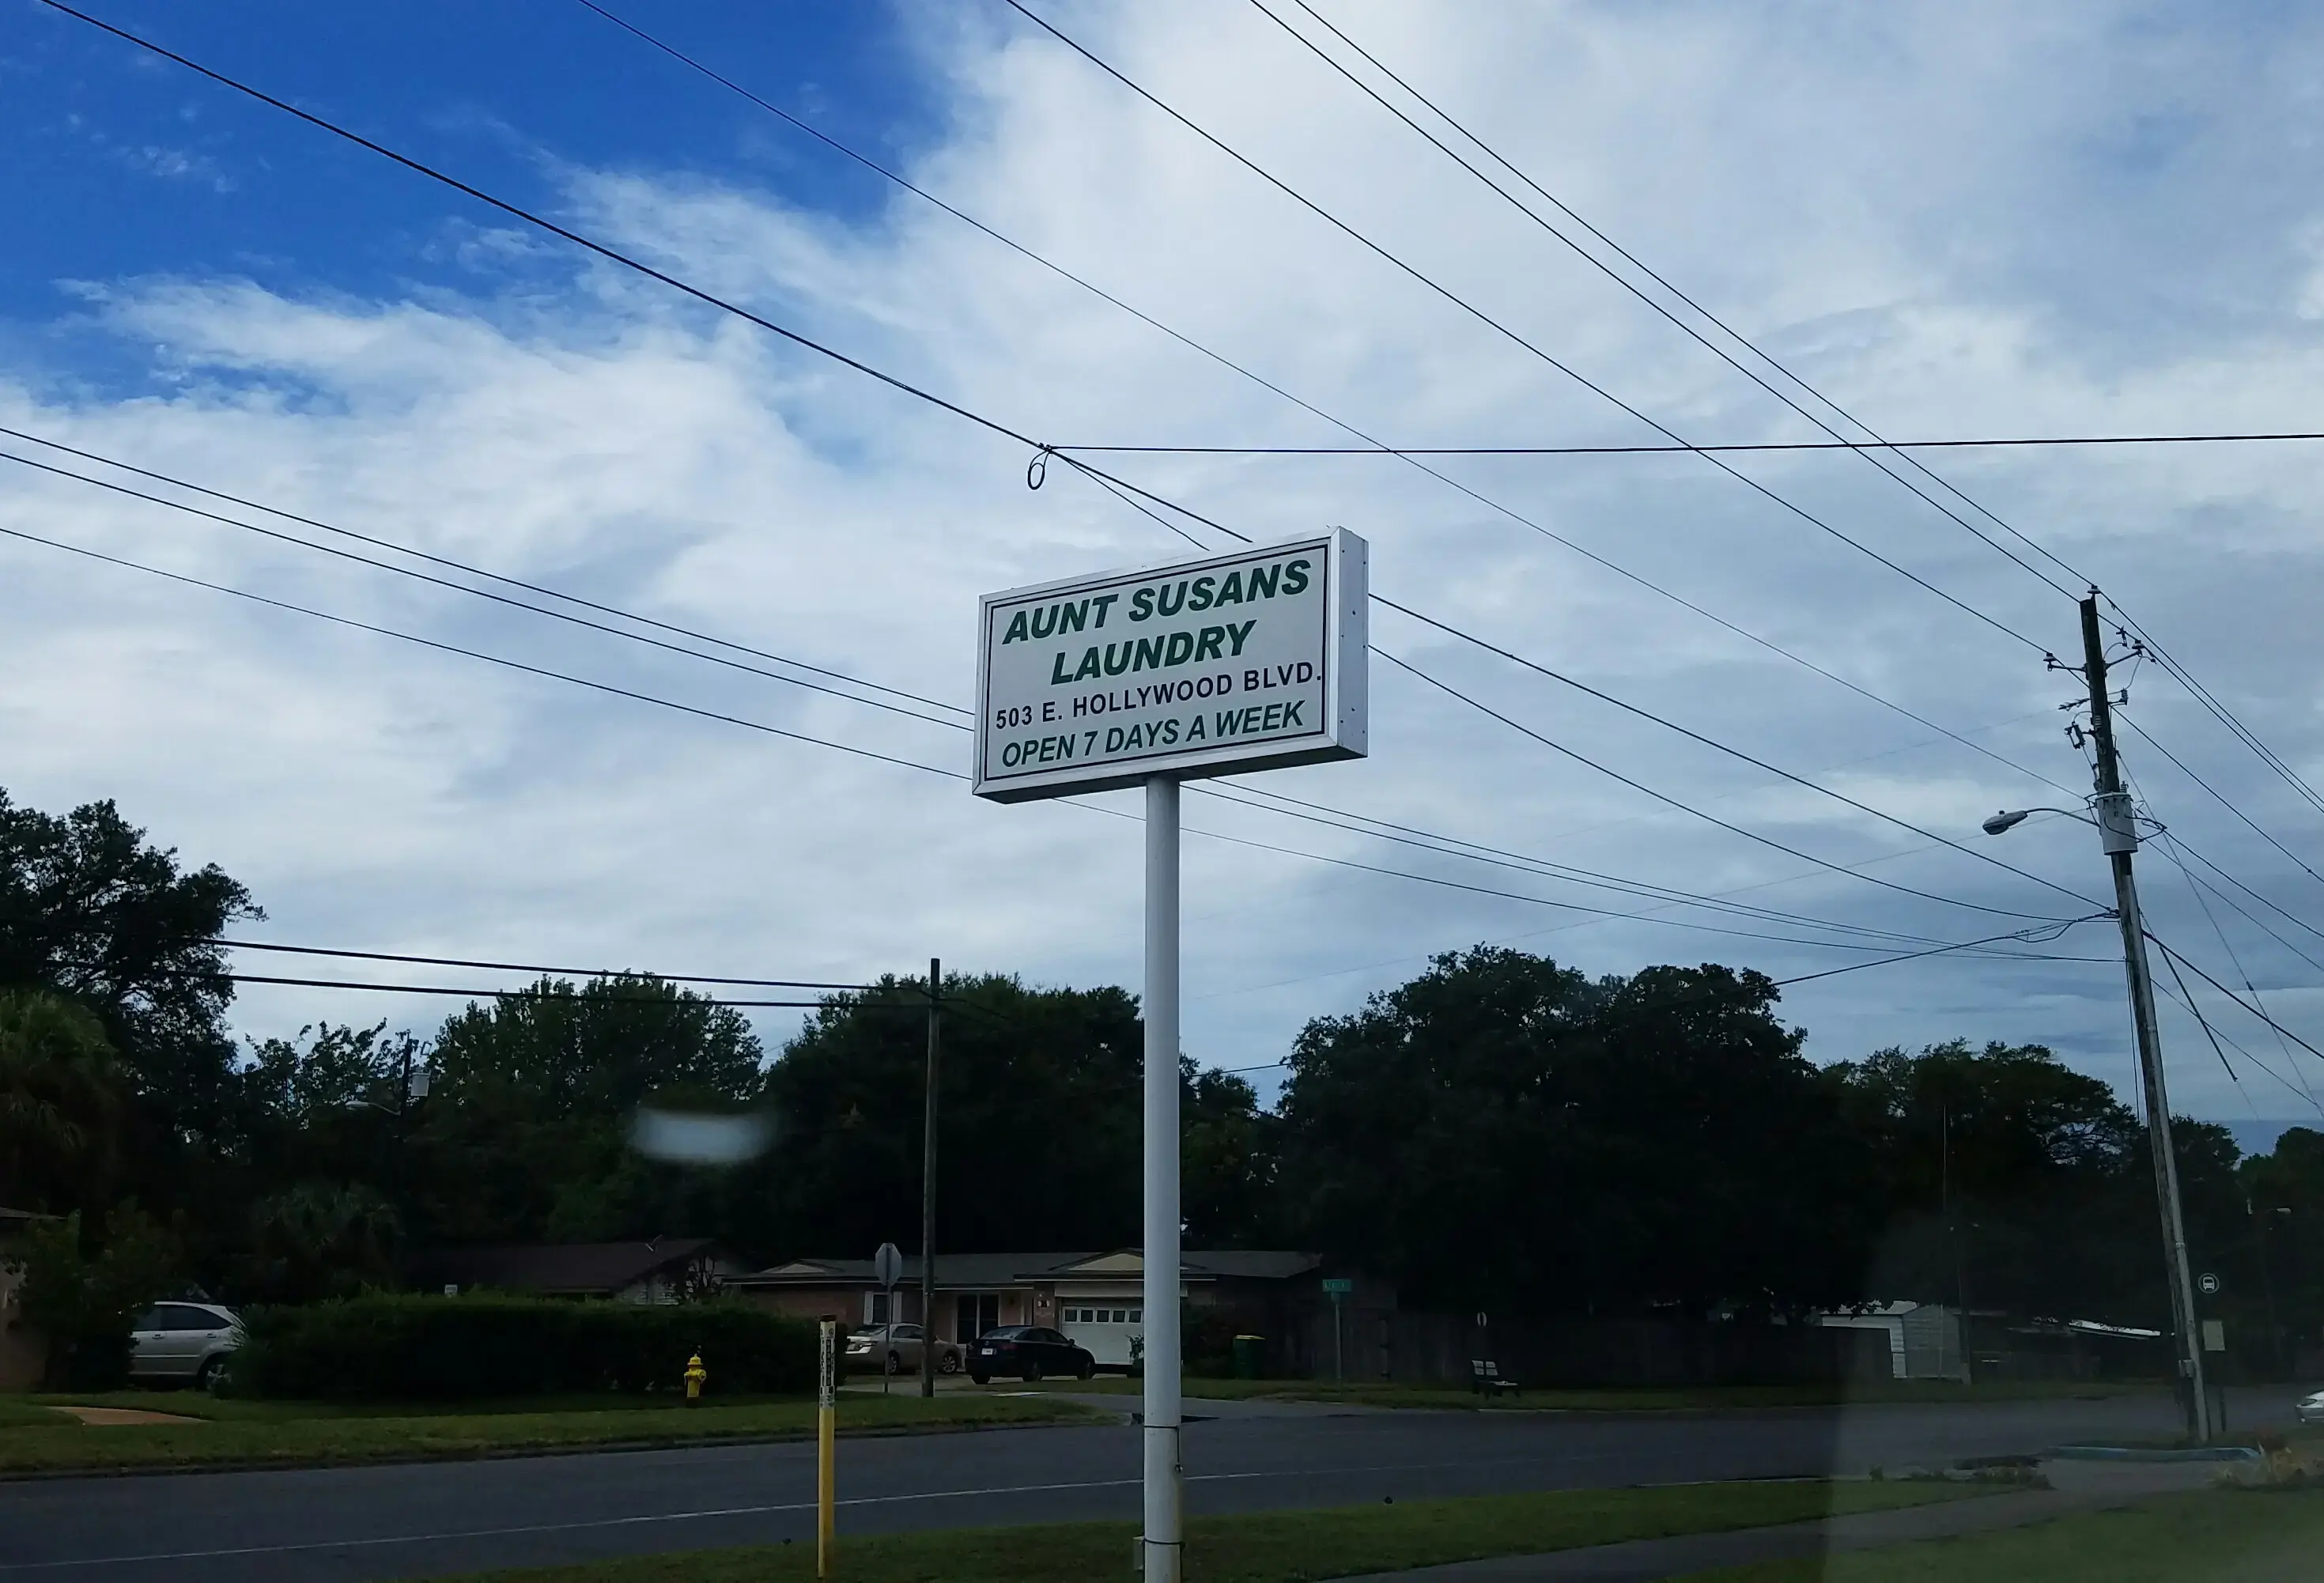 AUNT SUSANS
LAUNDRY
503 E. HOLLYWOOD BLVD.
OPEN 7 DAYS A WEEK